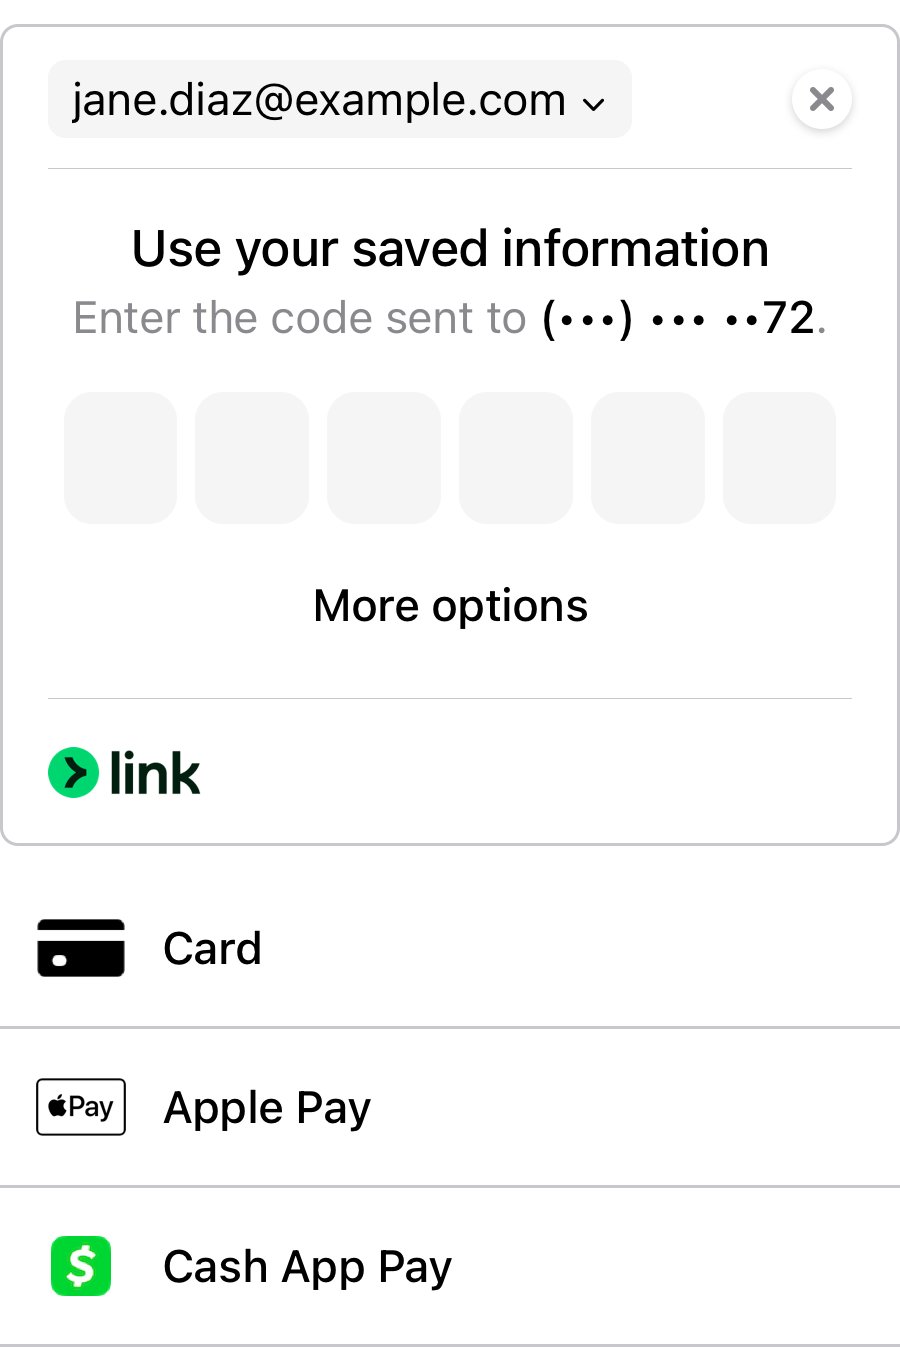 jane.diaz@example.com
Use your saved information
Enter the code sent to (•••) ••• ••72.
More options
link
Card
Pay Apple Pay
$ Cash App Pay